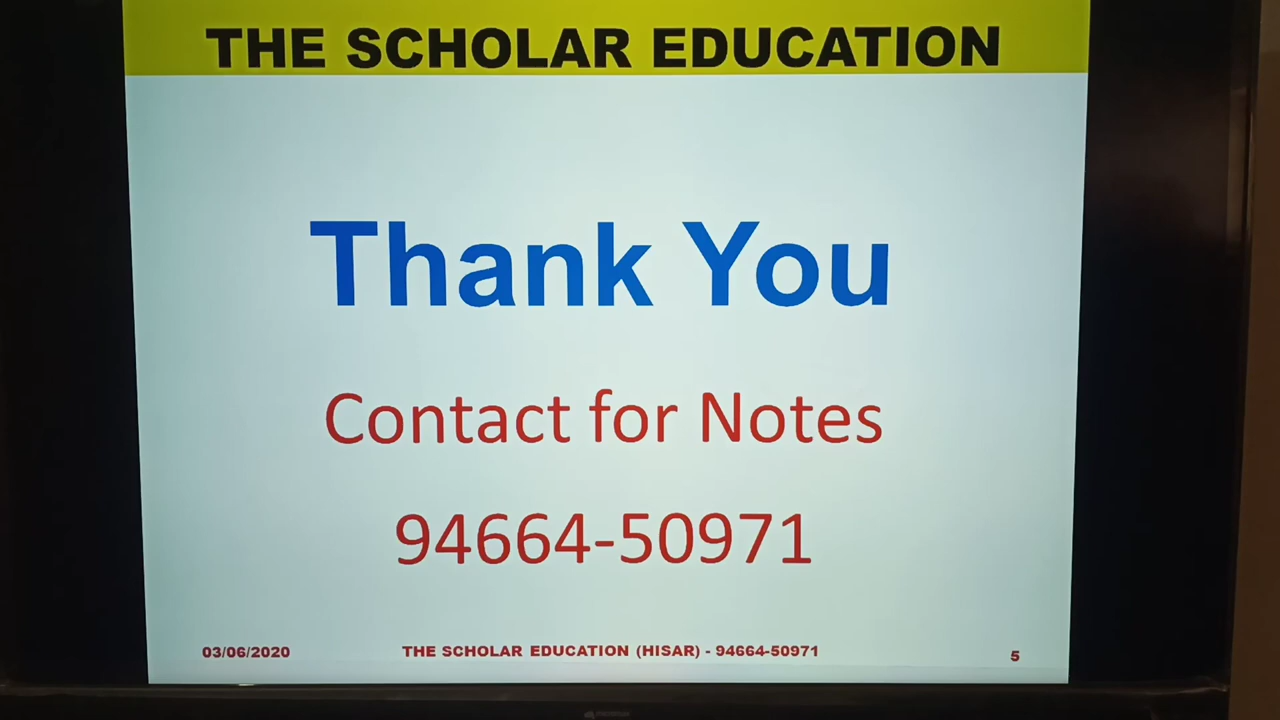 THE SCHOLAR EDUCATION
Thank You
Contact for Notes
94664-50971
03/06/2020 THE SCHOLAR EDUCATION (HISAR) - 94664-50971 5